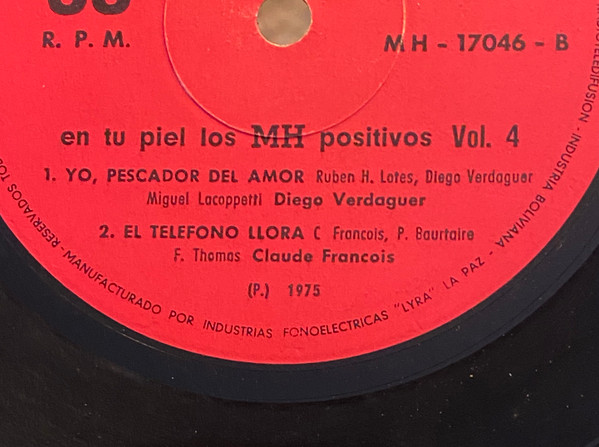 R. P. M.
MH - 17046 - B
en tu piel los MH positivos Vol. 4
1. YO, PESCADOR DEL AMOR Ruben H. Lotes, Diego Verdaguer
Miguel Lacoppetti Diego Verdaguer
2. EL TELEFONO LLORA C Francois, P. Baurtaire
F. Thomas Claude Francois
(P.) 1975
RESERVADOS TO
- MANUFACTURADO POR INDUSTRIAS FONOELECTRICAS "LYRA" LA PAZ - INDUSTRIA BOLIVIANA